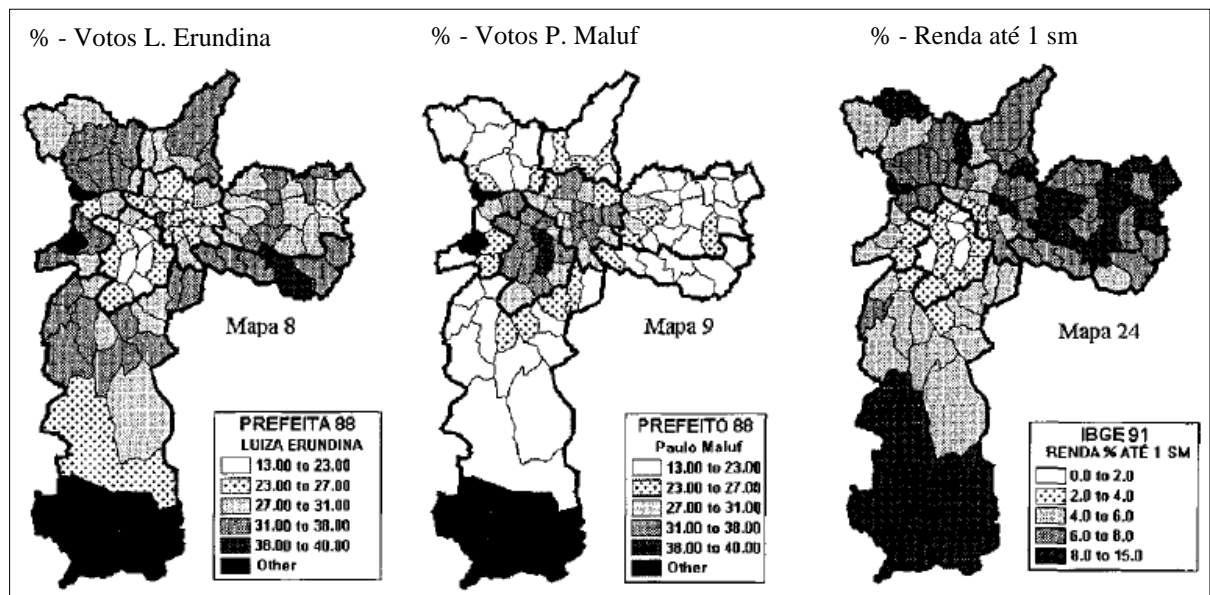 % - Votos L. Erundina
% - Votos P. Maluf
% - Renda até 1 sm
Mapa 8
Mapa 9
Mapa 24
PREFEITA 88
LUIZA ERUNDINA
13.00 to 23.00
23.00 to 27.00
27.00 to 31.00
31.00 to 38.00
38.00 to 40.00
Other
PREFEITO 88
Paulo Maluf
13.00 to 23.00
23.00 to 27.00
27.00 to 31.00
31.00 to 38.00
38.00 to 40.00
Other
IBGE 91
RENDA % ATÉ 1 SM
0.0 to 2.0
2.0 to 4.0
4.0 to 6.0
6.0 to 8.0
8.0 to 15.0